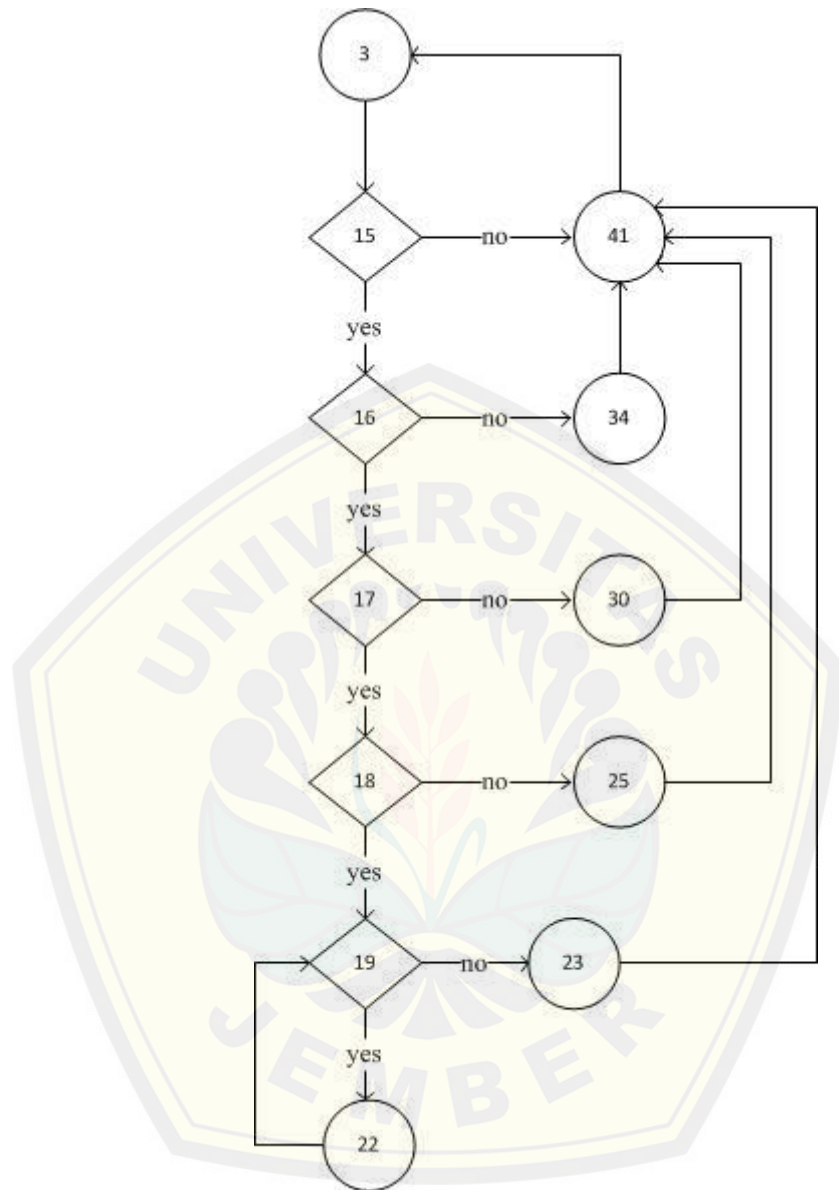 3
15
no
41
yes
16
no
34
yes
17
no
30
yes
18
no
25
yes
19
no
23
yes
22
UNIVERSITAS
JEMBER